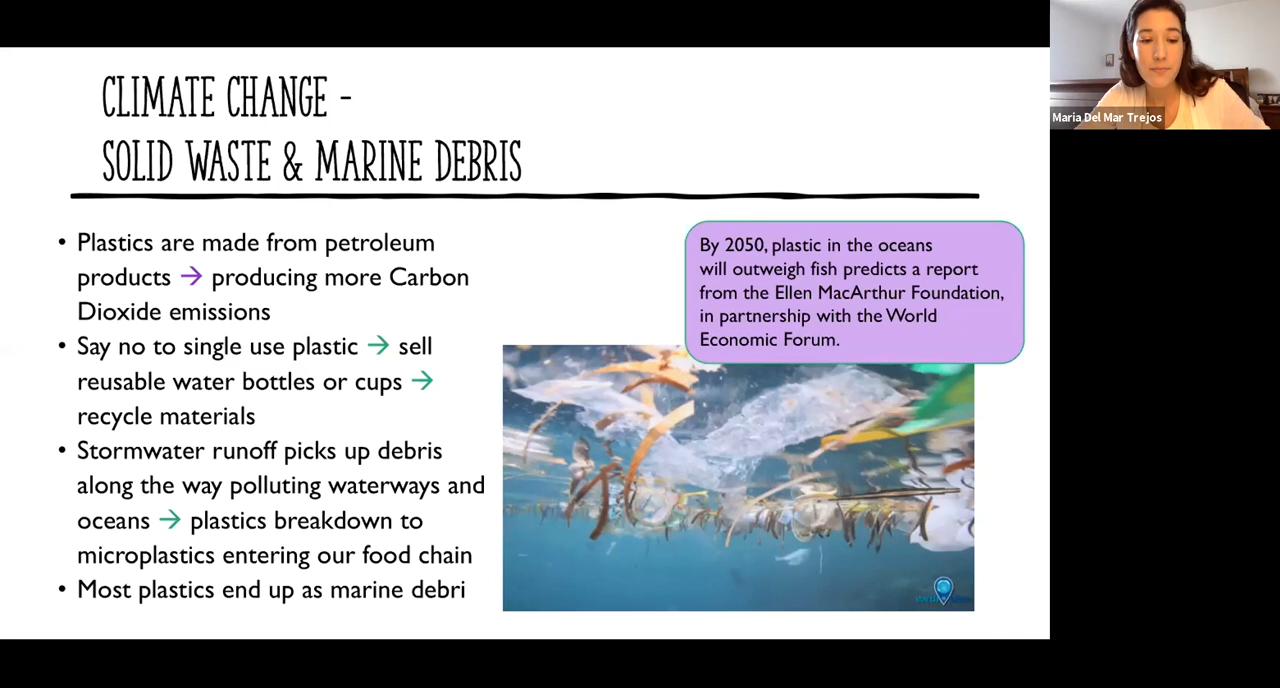 CLIMATE CHANGE -
SOLID WASTE & MARINE DEBRIS
• Plastics are made from petroleum
products → producing more Carbon
Dioxide emissions
• Say no to single use plastic → sell
reusable water bottles or cups →
recycle materials
• Stormwater runoff picks up debris
along the way polluting waterways and
oceans → plastics breakdown to
microplastics entering our food chain
• Most plastics end up as marine debri
By 2050, plastic in the oceans
will outweigh fish predicts a report
from the Ellen MacArthur Foundation,
in partnership with the World
Economic Forum.
Maria Del Mar Trejos